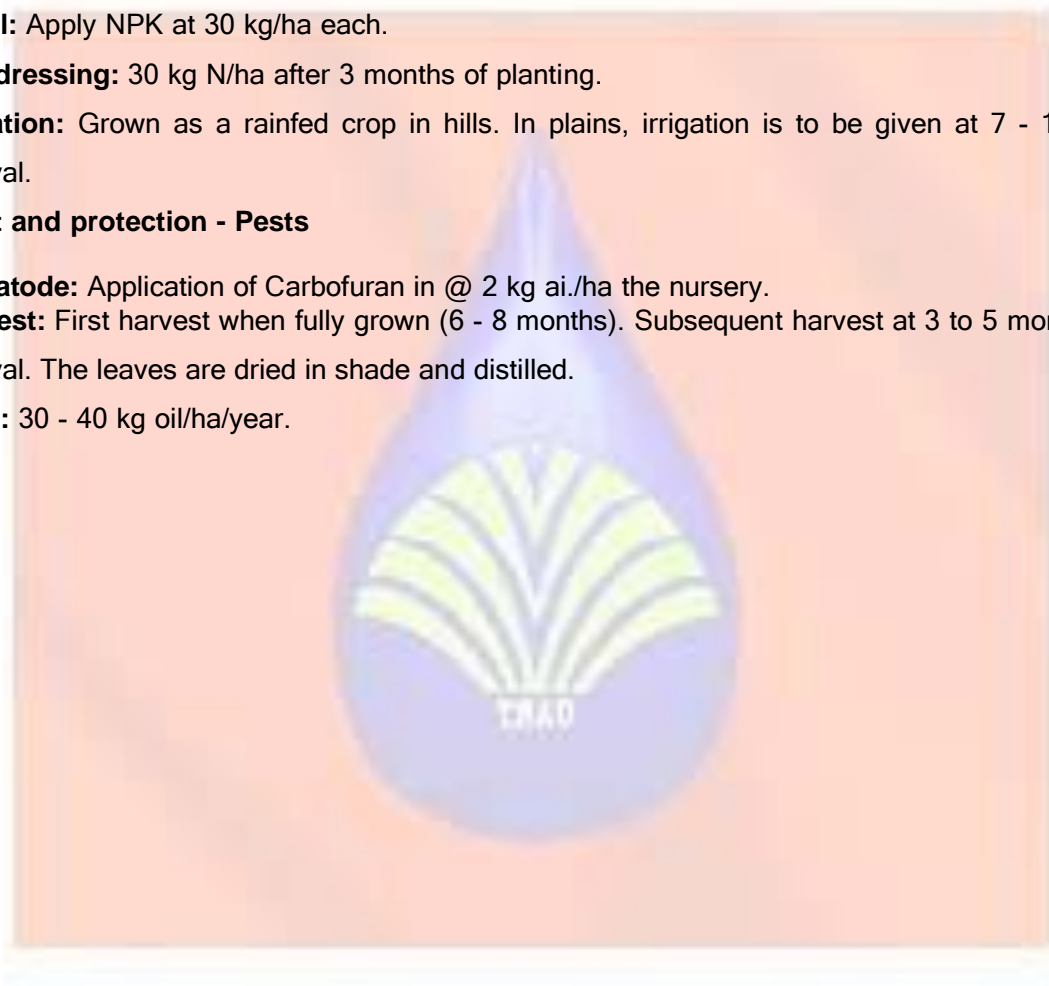 l: Apply NPK at 30 kg/ha each.
dressing: 30 kg N/ha after 3 months of planting.
ation: Grown as a rainfed crop in hills. In plains, irrigation is to be given at 7 - 1
val.
and protection - Pests
atode: Application of Carbofuran in @ 2 kg ai./ha the nursery.
est: First harvest when fully grown (6 - 8 months). Subsequent harvest at 3 to 5 mo
val. The leaves are dried in shade and distilled.
: 30 - 40 kg oil/ha/year.
TNAU